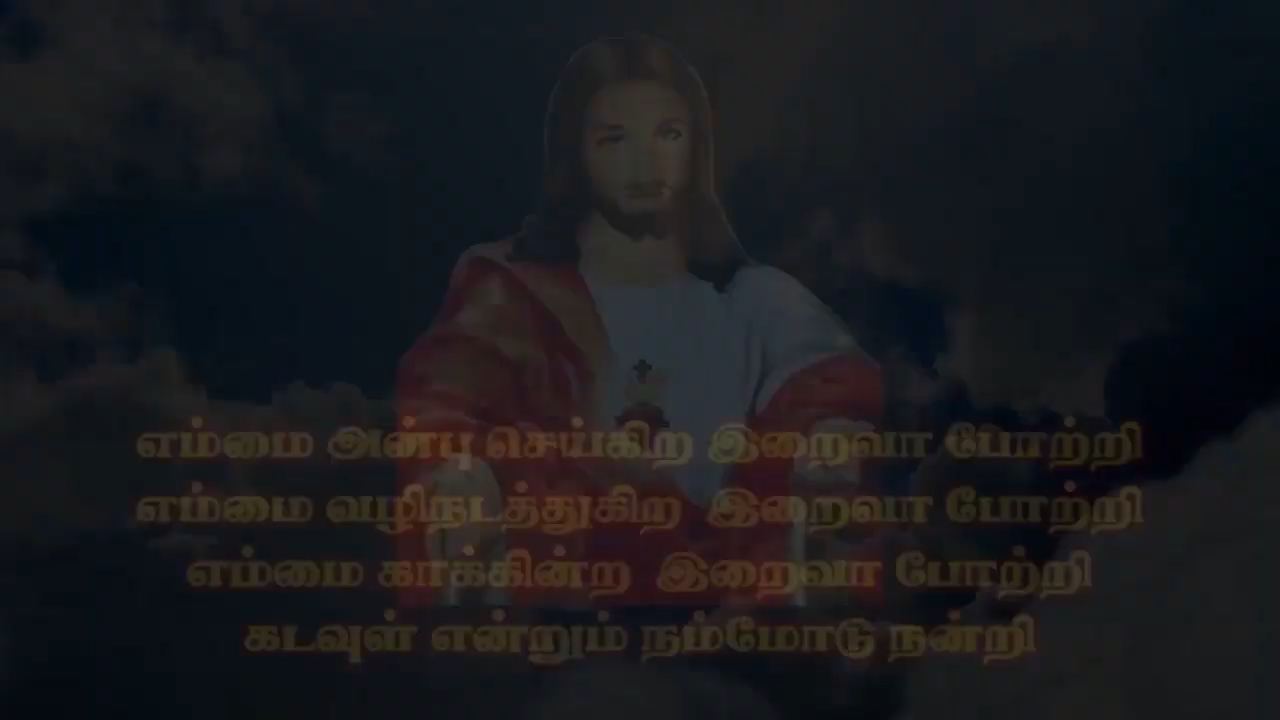 எம்மை அன்பு செய்கிற இறைவா போற்றி
எம்மை வழிநடத்துகிற இறைவா போற்றி
எம்மை காக்கின்ற இறைவா போற்றி
கடவுள் என்றும் நம்மோடு நன்றி